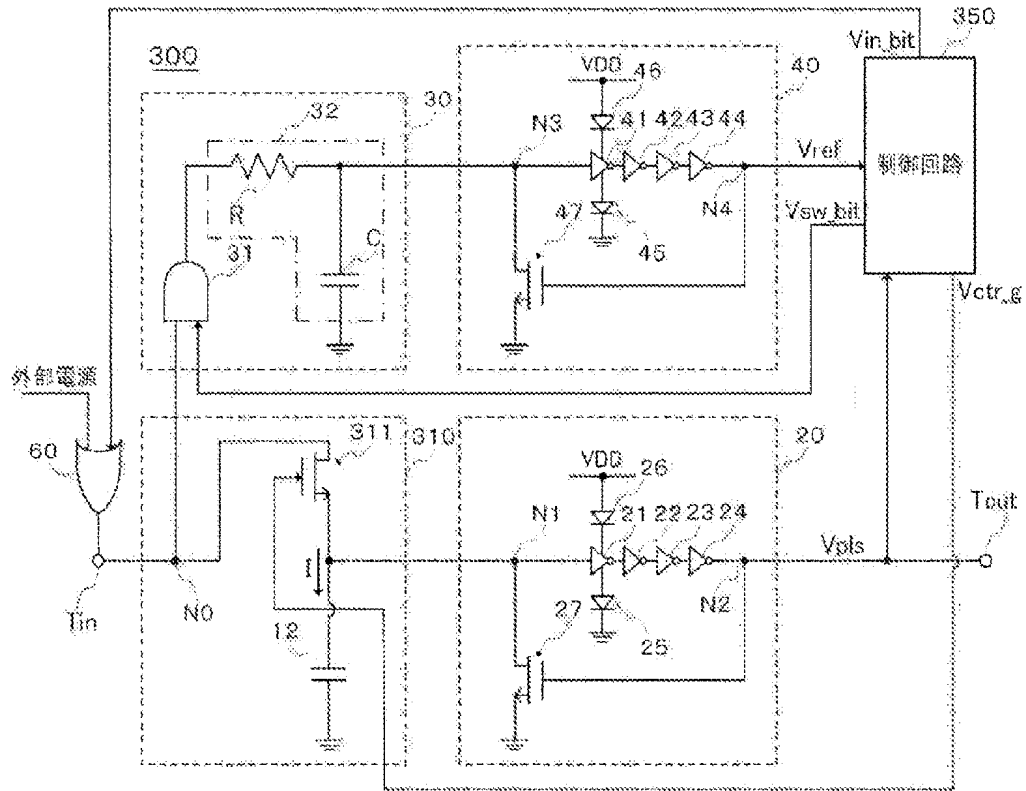 350
Vin_bit
300
VDD
46
40
32
30
N3
41
42
43
44
Vref
制御回路
R
C
47
45
N4
Vsw_bit
31
Vctr_g
外部電源
60
311
310
VDD
26
20
N1
21
22
23
24
Vpls
Tout
I
Tin
N0
12
27
25
N2